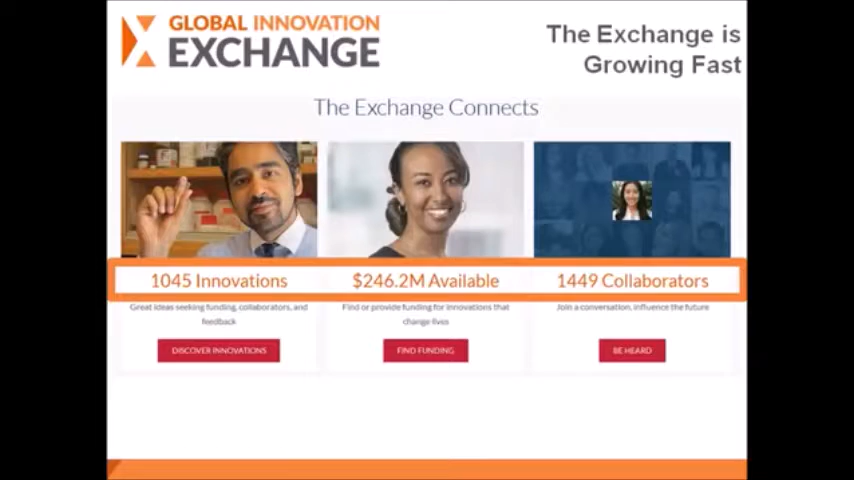 GLOBAL INNOVATION
EXCHANGE
The Exchange is
Growing Fast
The Exchange Connects
1045 Innovations
Great ideas seeking funding, collaborators, and
feedback
DISCOVER INNOVATIONS
$246.2M Available
Find or provide funding for innovations that
change lives
FIND FUNDING
1449 Collaborators
Join a conversation, influence the future
BE HEARD